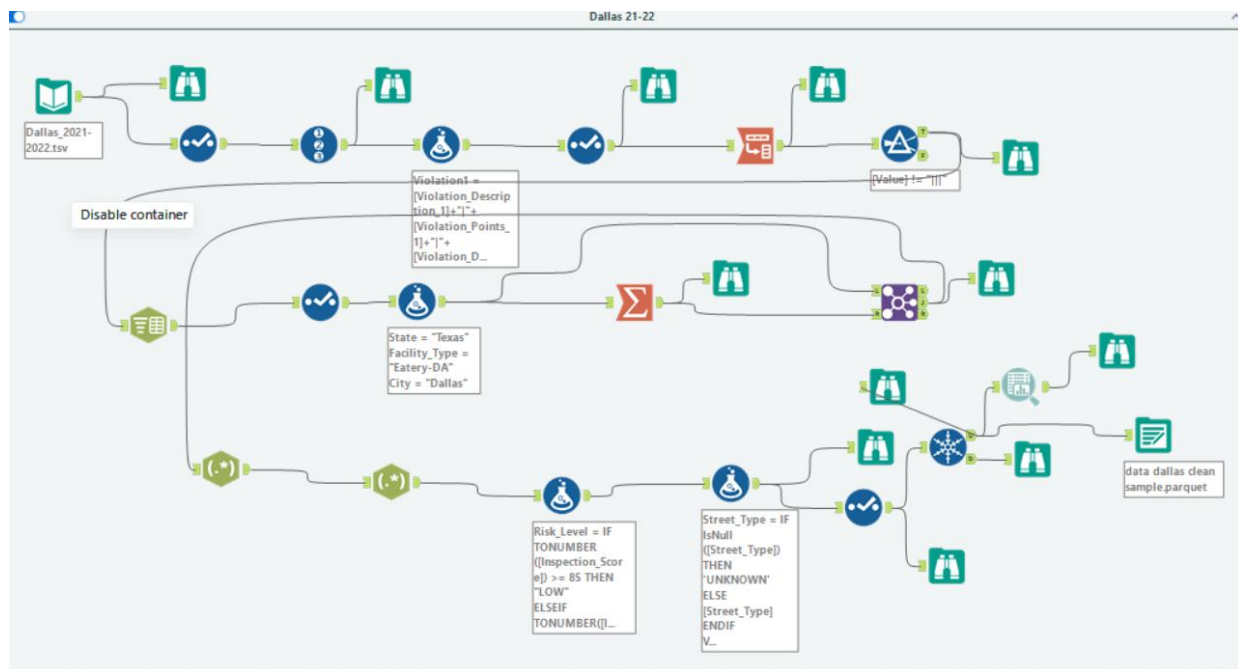 Dallas 21-22
Dallas_2021-
2022.tsv
Violation1 =
[Violation_Descrip
tion_1]+"|"+
[Violation_Points_
1]+"|"+
[Violation_D...
[Value] != "|||"
Disable container
State = "Texas"
Facility_Type =
"Eatery-DA"
City = "Dallas"
data dallas clean
sample.parquet
Risk_Level = IF
TONUMBER
([Inspection_Scor
e]) >= 85 THEN
"LOW"
ELSEIF
TONUMBER([I...
Street_Type = IF
IsNull
([Street_Type])
THEN
'UNKNOWN'
ELSE
[Street_Type]
ENDIF
V...